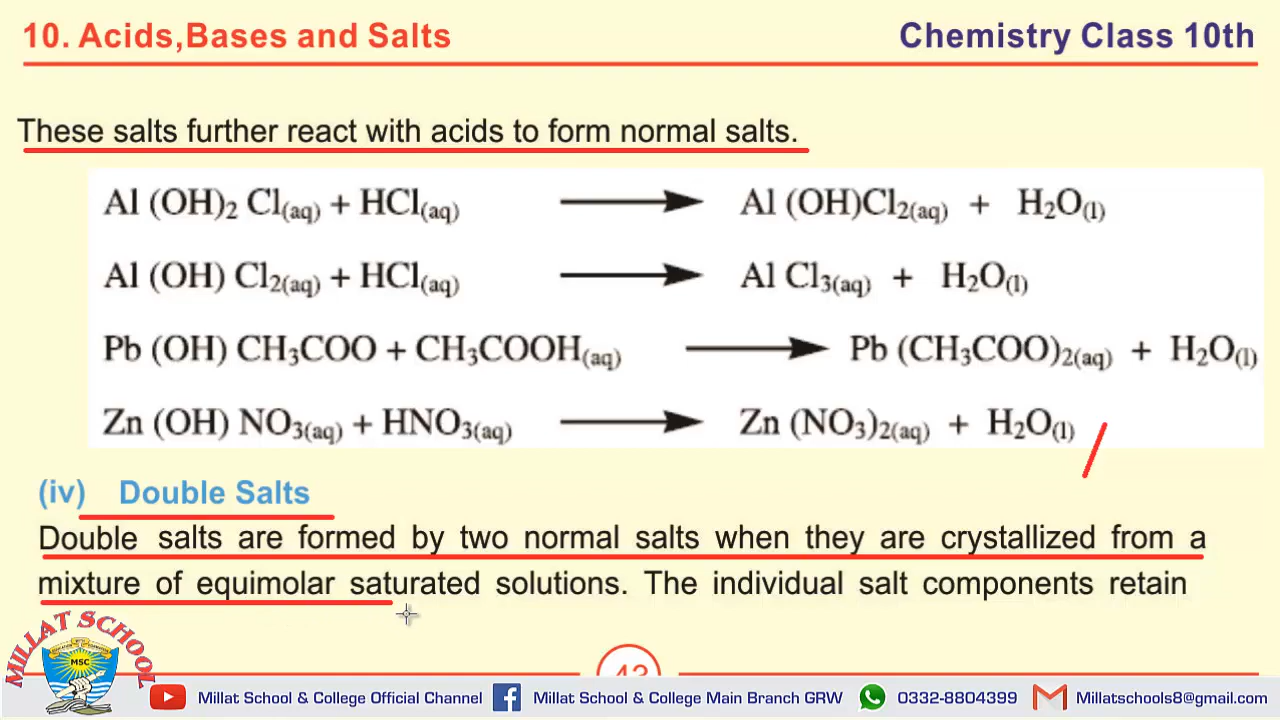 10. Acids,Bases and Salts
Chemistry Class 10th
These salts further react with acids to form normal salts.
Al (OH)₂ Cl(aq) + HCl(aq) ⟶ Al (OH)Cl₂(aq) + H₂O(l)
Al (OH) Cl₂(aq) + HCl(aq) ⟶ Al Cl₃(aq) + H₂O(l)
Pb (OH) CH₃COO + CH₃COOH(aq) ⟶ Pb (CH₃COO)₂(aq) + H₂O(l)
Zn (OH) NO₃(aq) + HNO₃(aq) ⟶ Zn (NO₃)₂(aq) + H₂O(l)
(iv) Double Salts
Double salts are formed by two normal salts when they are crystallized from a
mixture of equimolar saturated solutions. The individual salt components retain
MILLAT SCHOOL
MSC
Millat School & College Official Channel
Millat School & College Main Branch GRW
0332-8804399
Millatschools8@gmail.com